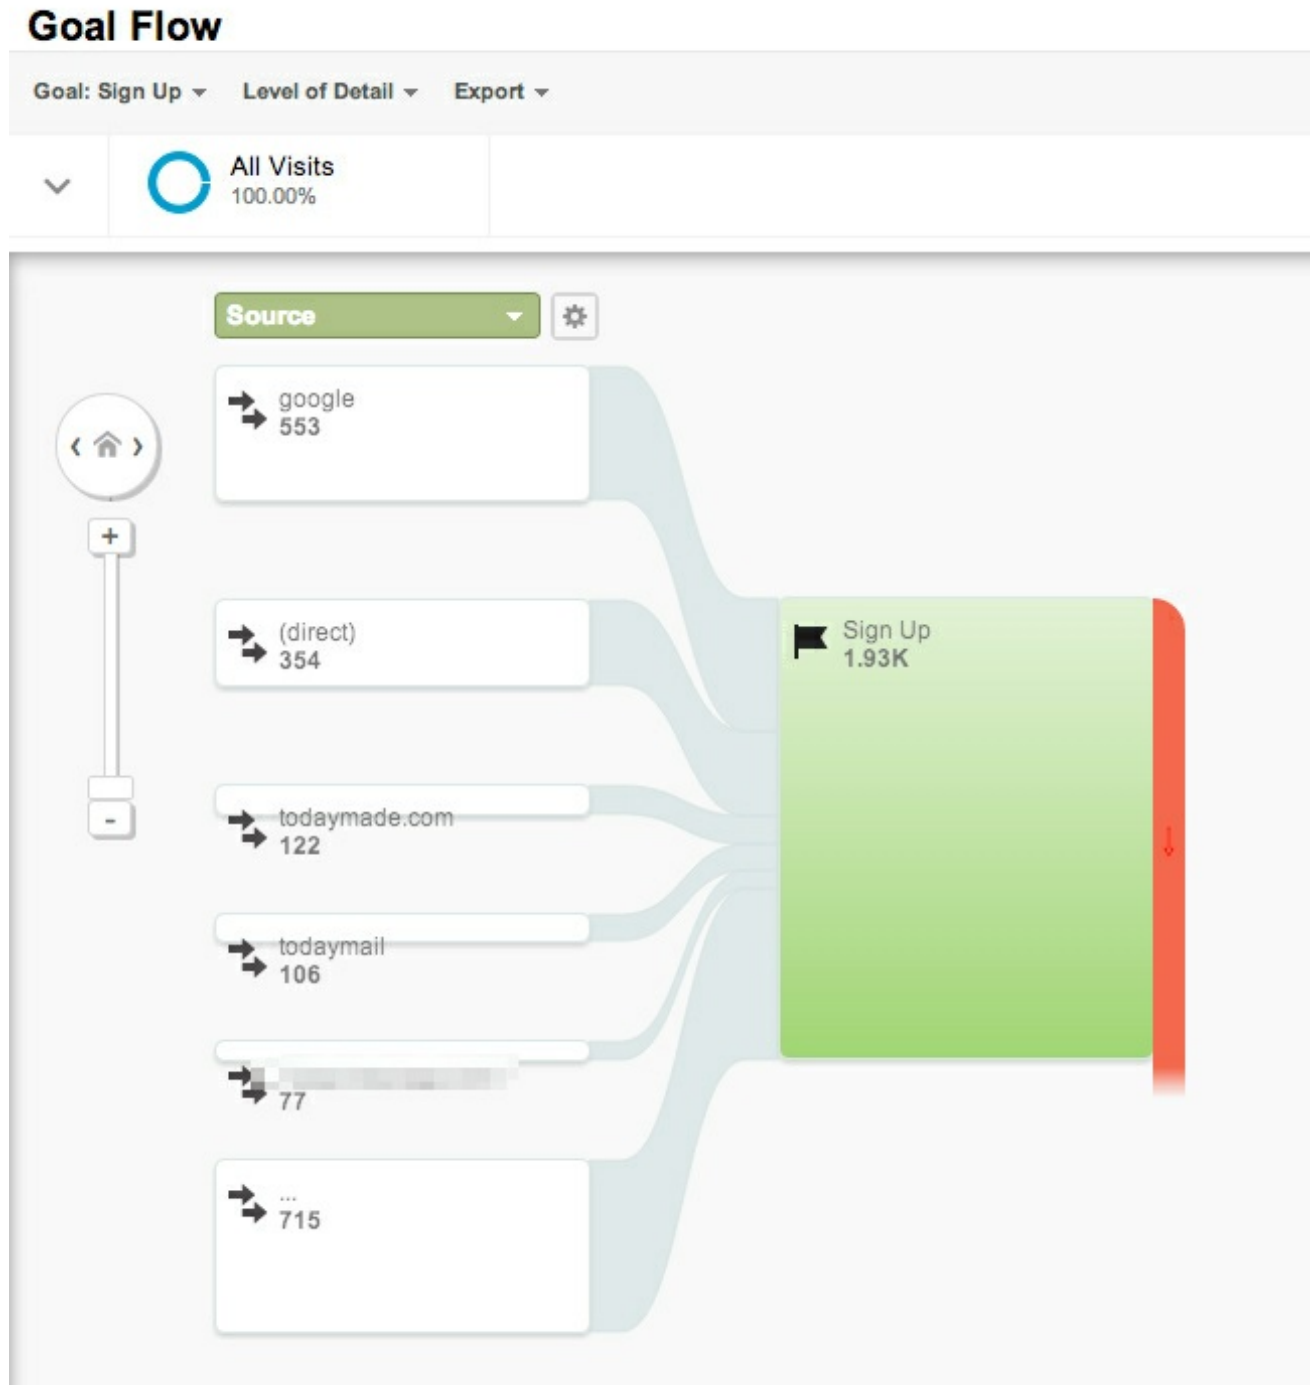 Goal Flow
Goal: Sign Up Level of Detail Export
All Visits
100.00%
Source
google
553
(direct)
354
Sign Up
1.93K
+
-
todaymade.com
122
todaymail
106
77
...
715